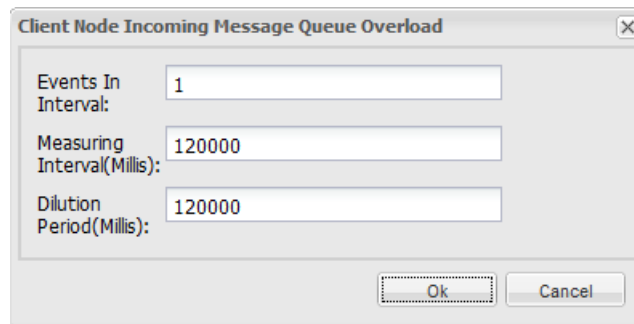 Client Node Incoming Message Queue Overload
Events In
Interval:
1
Measuring
Interval(Millis):
120000
Dilution
Period(Millis):
120000
Ok
Cancel